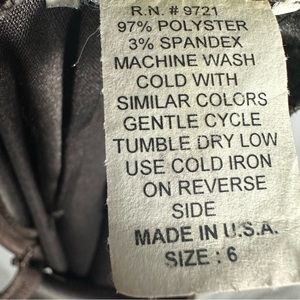 R.N. # 9721
97% POLYSTER
3% SPANDEX
MACHINE WASH
COLD WITH
SIMILAR COLORS
GENTLE CYCLE
TUMBLE DRY LOW
USE COLD IRON
ON REVERSE
SIDE
MADE IN U.S.A.
SIZE : 6